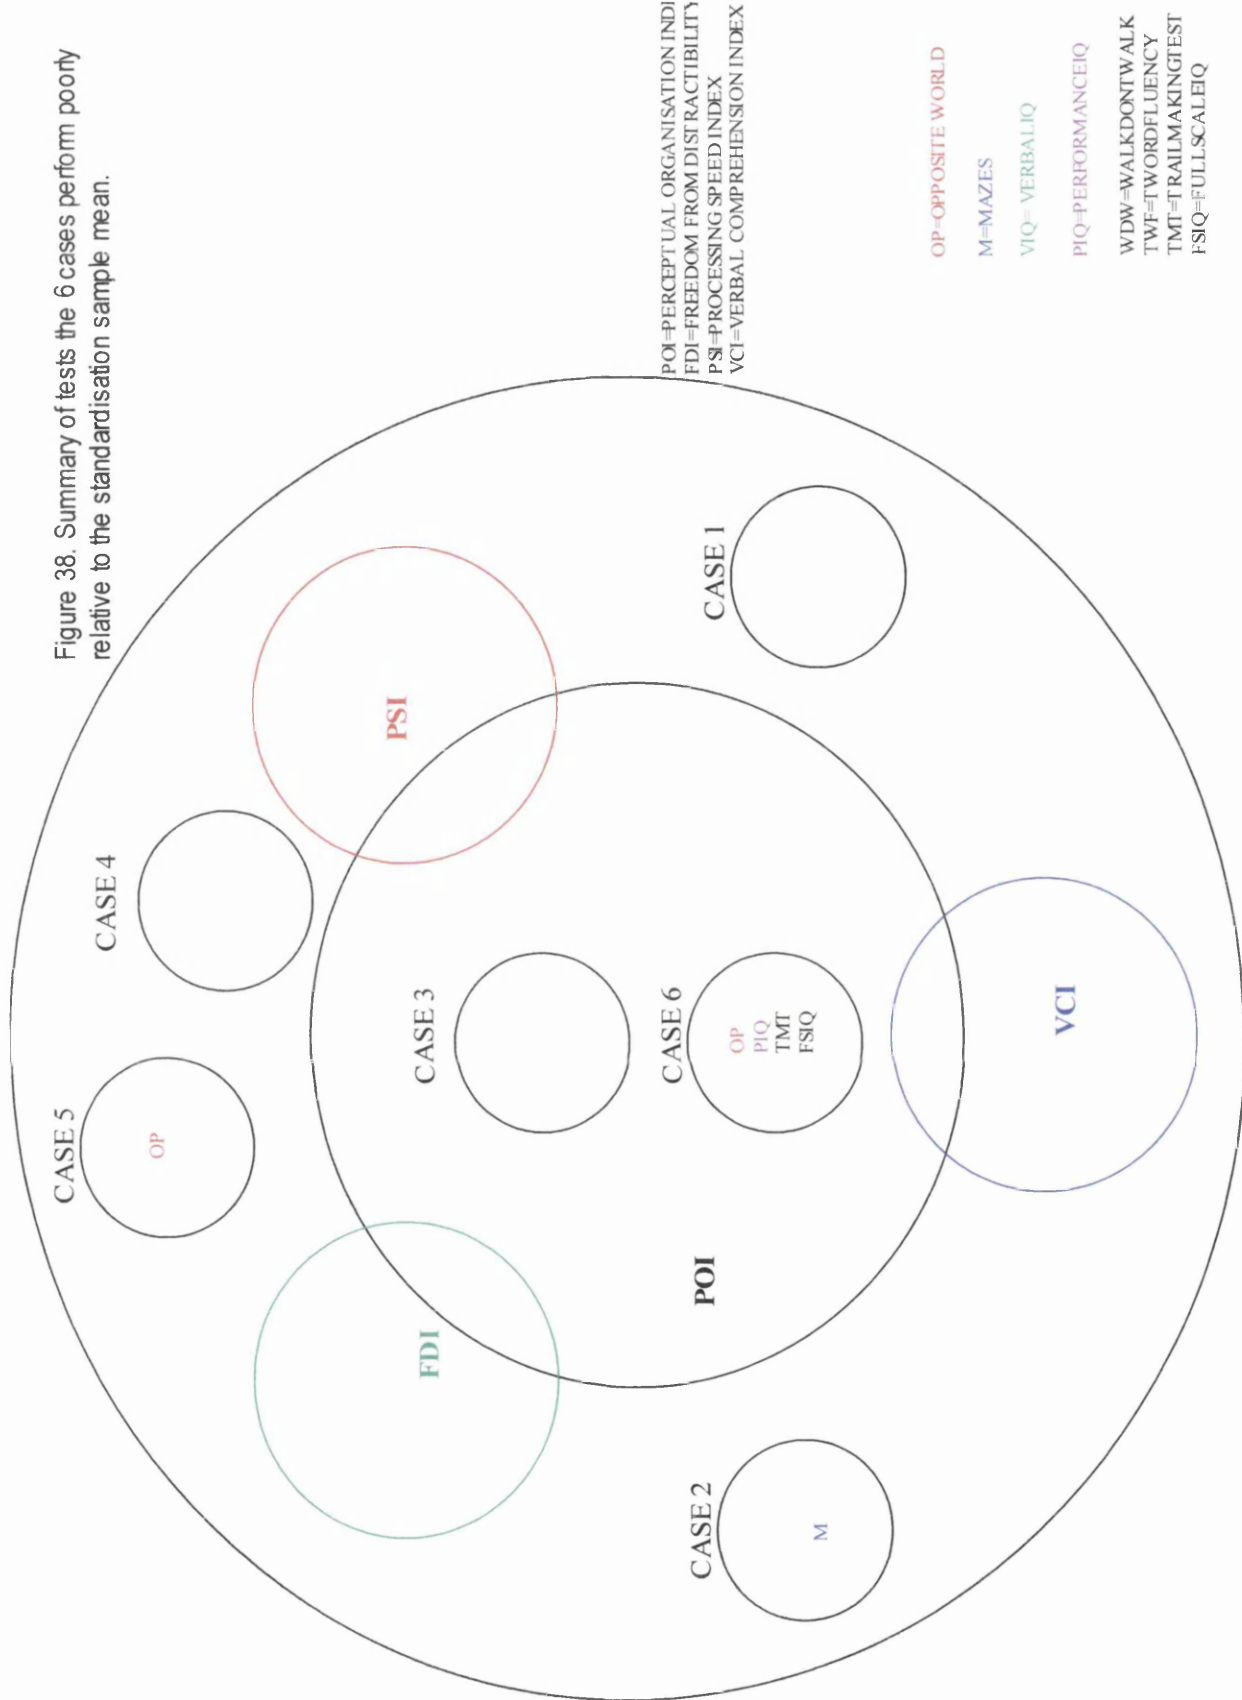 Figure 38. Summary of tests the 6 cases perform poorly
relative to the standardisation sample mean.
CASE 5
OP
CASE 4
PSI
CASE 3
FDI
CASE 6
OP
PIQ
TMT
FSIQ
CASE 2
M
POI
CASE 1
VCI
POI=PERCEPTUAL ORGANISATION
FDI=FREEDOM FROM DISTRACTIBILITY
PSI=PROCESSING SPEED INDEX
VCI=VERBAL COMPREHENSION INDEX
OP=OPPOSITE WORLD
M=MAZES
VIQ= VERBALIQ
PIQ=PERFORMANCEIQ
WDW=WALKDONTWALK
TWF=TWORDFLUENCY
TMT=TRAILMAKINGTEST
FSIQ=FULLSCALEIQ